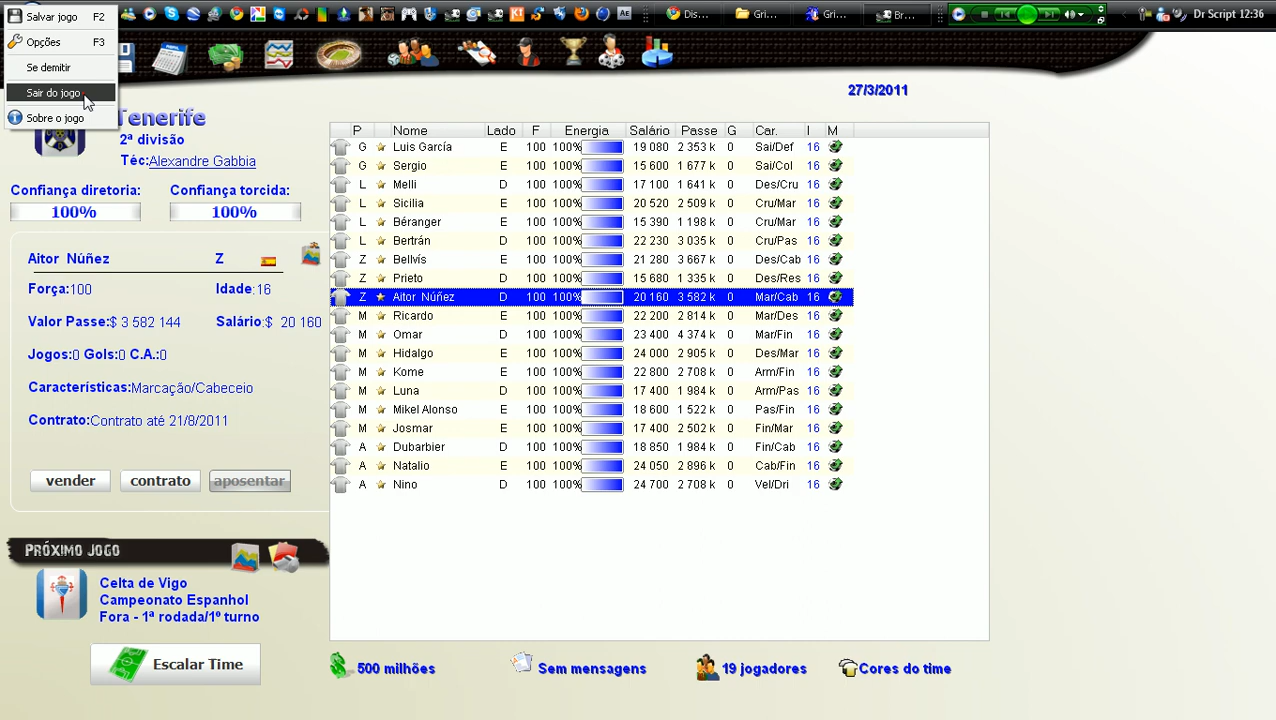 Salvar jogo F2
Opções F3
Se demitir
Sair do jogo
Sobre o jogo
Dis...
Gri...
Gri...
Br...
Dr Script 12:36
27/3/2011
Tenerife
2ª divisão
Téc:Alexandre Gabbia
Confiança diretoria: Confiança torcida:
100% 100%
Aitor Núñez Z
Força:100 Idade:16
Valor Passe:$ 3 582 144 Salário:$ 20 160
Jogos:0 Gols:0 C.A.:0
Características:Marcação/Cabeceio
Contrato:Contrato até 21/8/2011
vender contrato aposentar
PRÓXIMO JOGO
Celta de Vigo
Campeonato Espanhol
Fora - 1ª rodada/1º turno
Escalar Time
P Nome Lado F Energia Salário Passe G Car. I M
G Luis García E 100 100% 19 080 2 353 k 0 Sai/Def 16
G Sergio E 100 100% 15 600 1 677 k 0 Sai/Col 16
L Melli D 100 100% 17 100 1 641 k 0 Des/Cru 16
L Sicilia D 100 100% 20 520 2 509 k 0 Cru/Mar 16
L Béranger E 100 100% 15 390 1 198 k 0 Cru/Mar 16
L Bertrán D 100 100% 22 230 3 035 k 0 Cru/Pas 16
Z Bellvís E 100 100% 21 280 3 667 k 0 Des/Cab 16
Z Prieto D 100 100% 15 680 1 335 k 0 Des/Res 16
Z Aitor Núñez D 100 100% 20 160 3 582 k 0 Mar/Cab 16
M Ricardo E 100 100% 22 200 2 814 k 0 Mar/Des 16
M Omar D 100 100% 23 400 4 374 k 0 Mar/Fin 16
M Hidalgo E 100 100% 24 000 2 905 k 0 Des/Mar 16
M Kome E 100 100% 22 800 2 708 k 0 Arm/Fin 16
M Luna D 100 100% 17 400 1 984 k 0 Arm/Pas 16
M Mikel Alonso E 100 100% 18 600 1 522 k 0 Pas/Fin 16
M Josmar E 100 100% 17 400 2 502 k 0 Fin/Mar 16
A Dubarbier D 100 100% 18 850 1 984 k 0 Fin/Cab 16
A Natalio E 100 100% 24 050 2 896 k 0 Cab/Fin 16
A Nino D 100 100% 24 700 2 708 k 0 Vel/Dri 16
500 milhões Sem mensagens 19 jogadores Cores do time